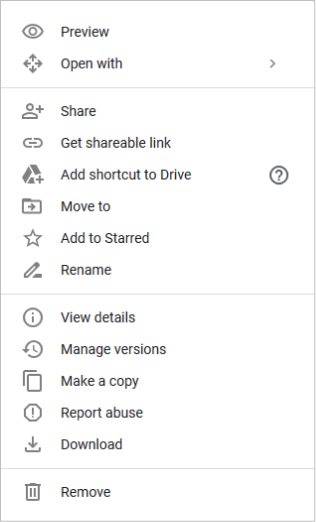 Preview
Open with
Share
Get shareable link
Add shortcut to Drive
Move to
Add to Starred
Rename
View details
Manage versions
Make a copy
Report abuse
Download
Remove